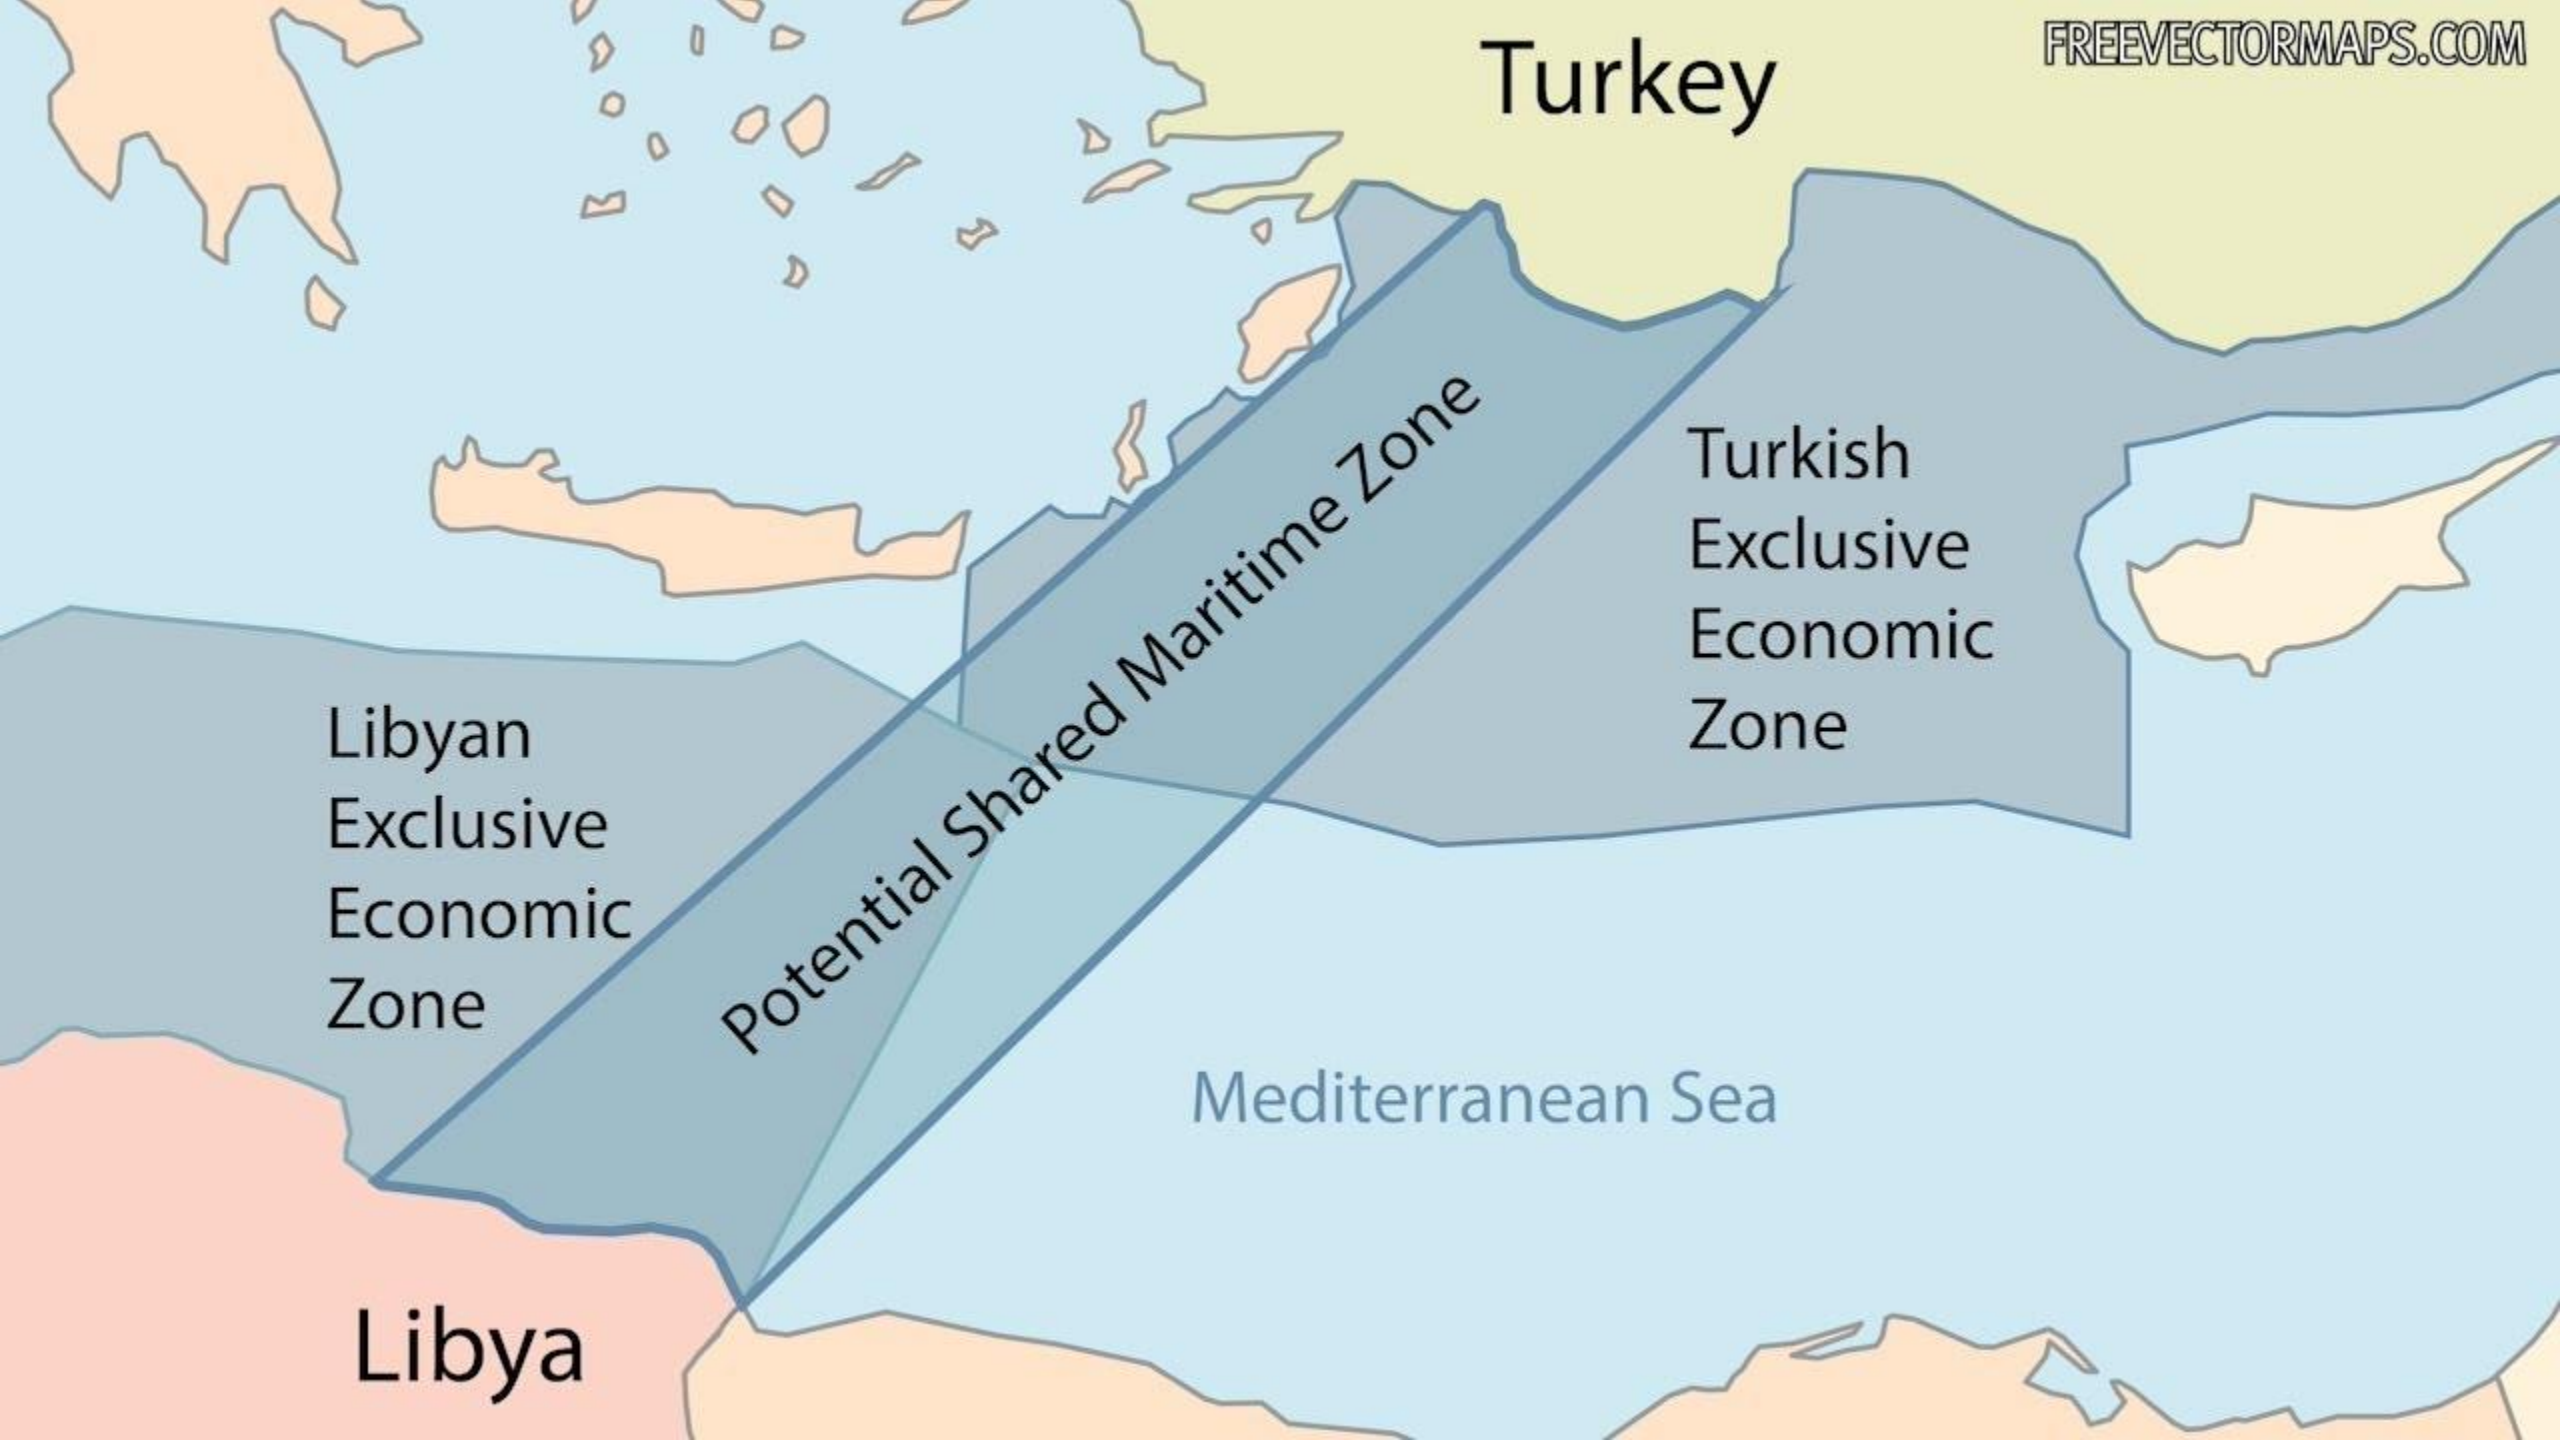 FREEVECTORMAPS.COM
Turkey
Turkish
Exclusive
Economic
Zone
Potential Shared Maritime Zone
Libyan
Exclusive
Economic
Zone
Mediterranean Sea
Libya